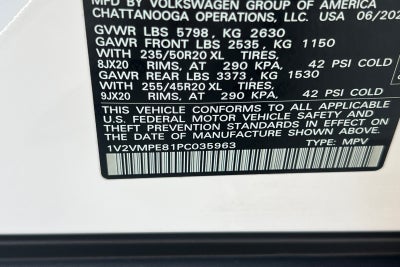 MFD BY VOLKSWAGEN GROUP OF AMERICA
CHATTANOOGA OPERATIONS, LLC. USA 06/202
GVWR LBS 5798, KG 2630
GAWR FRONT LBS 2535, KG 1150
WITH 235/50R20 XL TIRES,
8JX20 RIMS, AT 290 KPA. 42 PSI COLD
GAWR REAR LBS 3373, KG 1530
WITH 255/45R20 XL TIRES,
9JX20 RIMS, AT 290 KPA, 42 PSI COLD
THIS VEHICLE CONFORMS TO ALL APPLICABLE
U.S. FEDERAL MOTOR VEHICLE SAFETY AND
THEFT PREVENTION STANDARDS IN EFFECT ON THE
DATE OF MANUFACTURE SHOWN ABOVE.
1V2VMPE81PC035963 TYPE: MPV